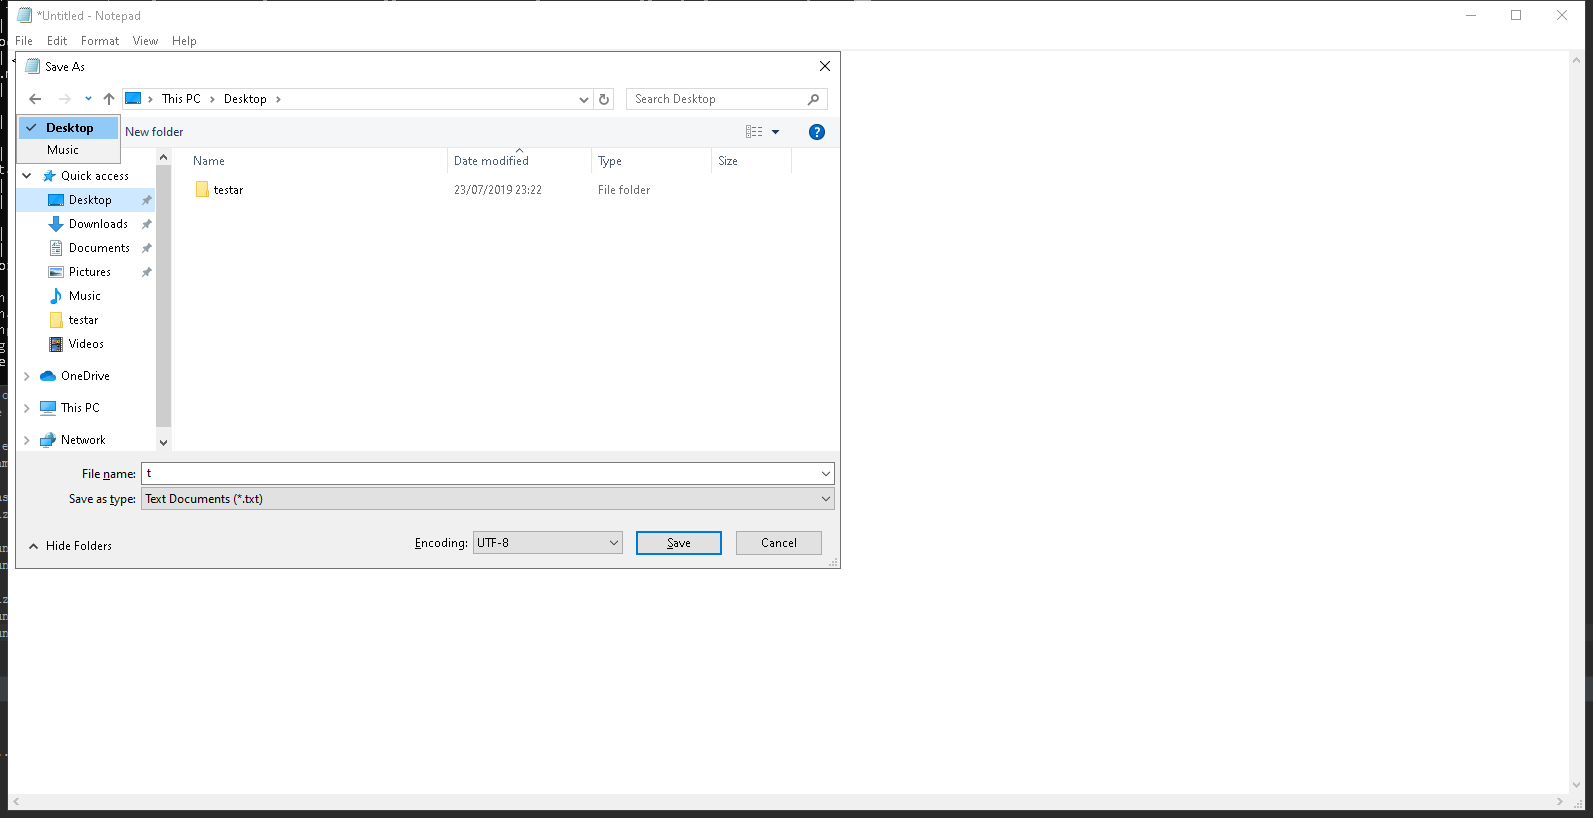 *Untitled - Notepad
File Edit Format View Help
Save As
This PC Desktop
Search Desktop
Desktop
Music
New folder
Name Date modified Type Size
testar 23/07/2019 23:22 File folder
Quick access
Desktop
Downloads
Documents
Pictures
Music
testar
Videos
OneDrive
This PC
Network
File name: t
Save as type: Text Documents (*.txt)
Hide Folders
Encoding: UTF-8
Save
Cancel